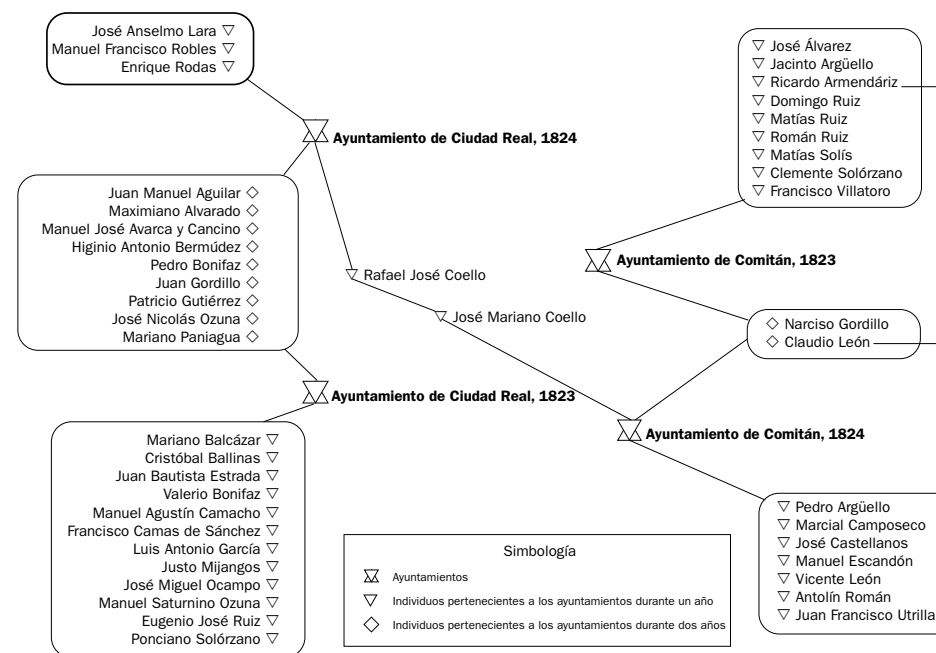 José Anselmo Lara
Manuel Francisco Robles
Enrique Rodas
Ayuntamiento de Ciudad Real, 1824
Juan Manuel Aguilar
Maximiano Alvarado
Manuel José Avarca y Cancino
Higinio Antonio Bermúdez
Pedro Bonifaz
Juan Gordillo
Patricio Gutiérrez
José Nicolás Ozuna
Mariano Paniagua
Rafael José Coello
José Mariano Coello
Ayuntamiento de Ciudad Real, 1823
Mariano Balcázar
Cristóbal Ballinas
Juan Bautista Estrada
Valerio Bonifaz
Manuel Agustín Camacho
Francisco Camas de Sánchez
Luis Antonio García
Justo Mijangos
José Miguel Ocampo
Manuel Saturnino Ozuna
Eugenio José Ruiz
Ponciano Solórzano
José Álvarez
Jacinto Argüello
Ricardo Armendáriz
Domingo Ruiz
Matías Ruiz
Román Ruiz
Matías Solís
Clemente Solórzano
Francisco Villatoro
Ayuntamiento de Comitán, 1823
Narciso Gordillo
Claudio León
Ayuntamiento de Comitán, 1824
Pedro Argüello
Marcial Camposeco
José Castellanos
Manuel Escandón
Vicente León
Antolín Román
Juan Francisco Utrilla
Simbología
Ayuntamientos
Individuos pertenecientes a los ayuntamientos durante un año
Individuos pertenecientes a los ayuntamientos durante dos años